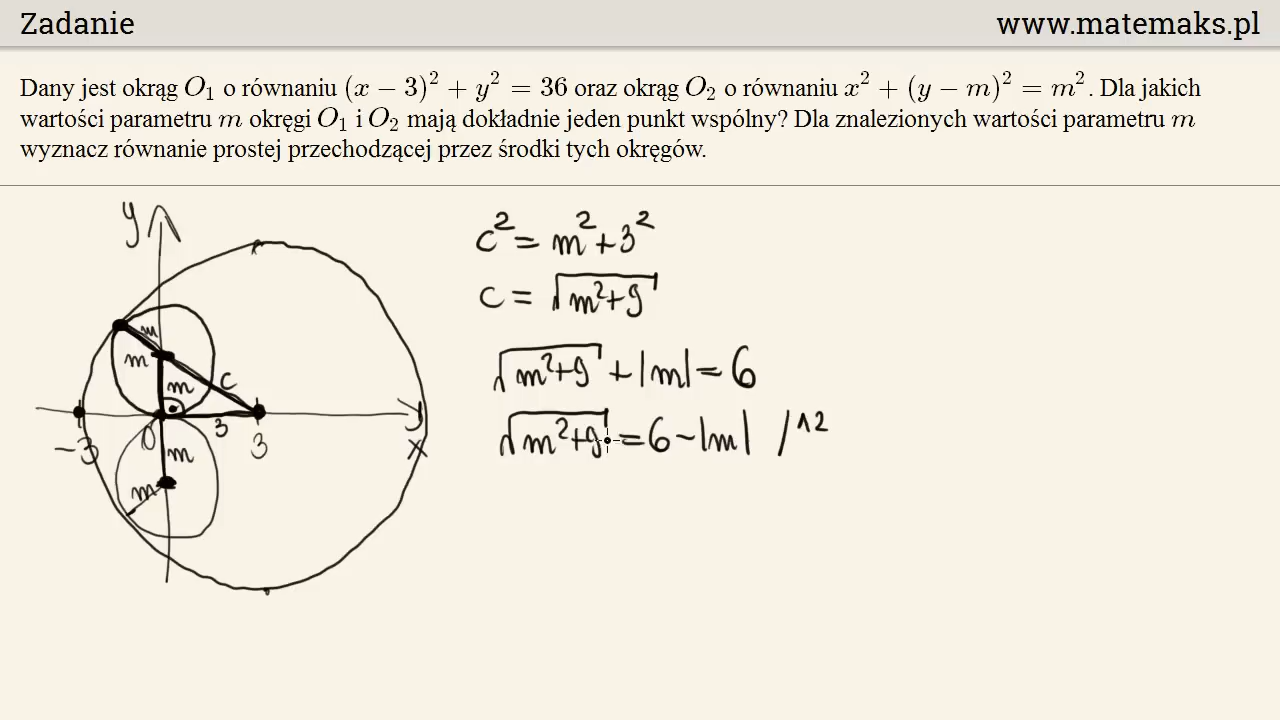 Zadanie www.matemaks.pl
Dany jest okrąg O₁ o równaniu (x − 3)² + y² = 36 oraz okrąg O₂ o równaniu x² + (y − m)² = m². Dla jakich
wartości parametru m okręgi O₁ i O₂ mają dokładnie jeden punkt wspólny? Dla znalezionych wartości parametru m
wyznacz równanie prostej przechodzącej przez środki tych okręgów.
y
m
m
m
c
−3
0
3
3
x
m
m
c² = m² + 3²
c = √(m²+9)
√(m²+9) + |m| = 6
√(m²+9) = 6 − |m| /^2